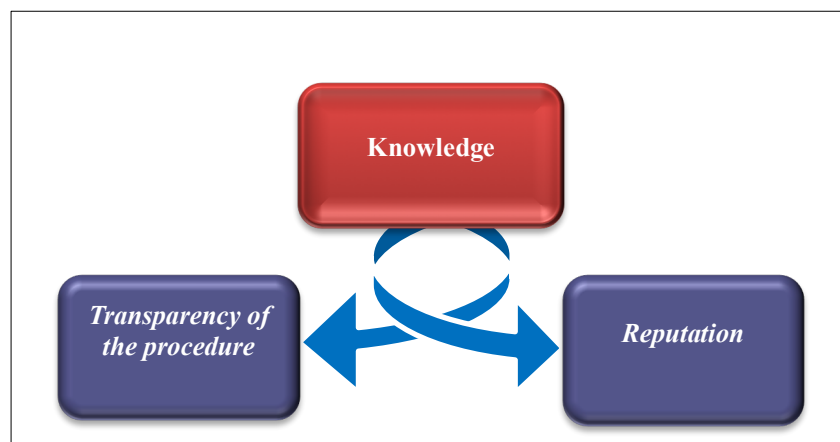 Knowledge
Transparency of
the procedure
Reputation